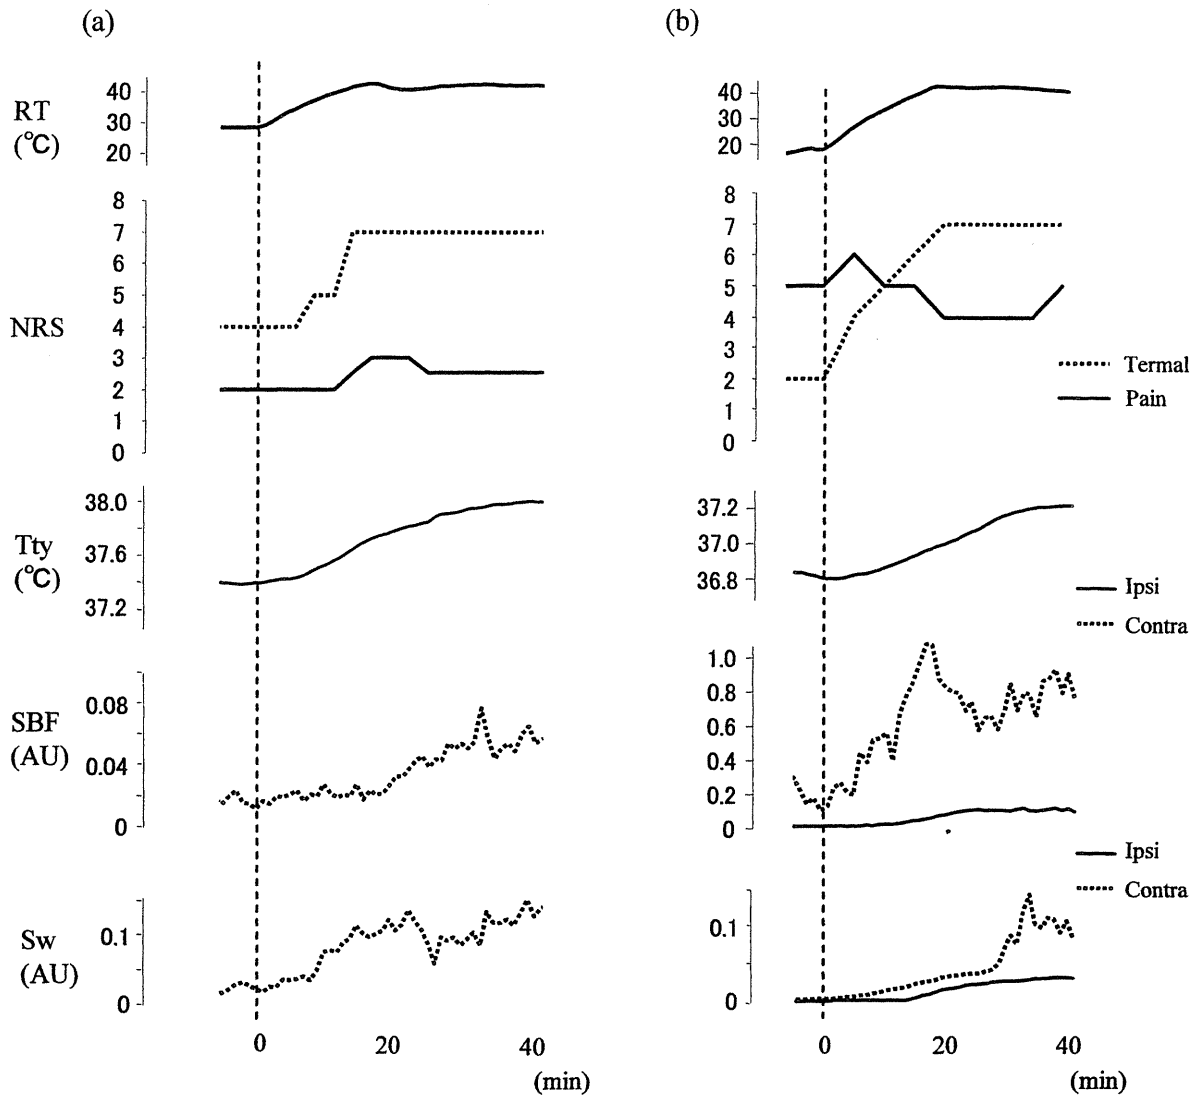 (a) (b)
RT
(℃)
40
30
20
40
30
20
NRS
8
7
6
5
4
3
2
1
0
8
7
6
5
4
3
2
1
0
Termal
Pain
Tty
(℃)
38.0
37.6
37.2
37.2
37.0
36.8
Ipsi
Contra
SBF
(AU)
0.08
0.04
0
1.0
0.8
0.6
0.4
0.2
0
Ipsi
Contra
Sw
(AU)
0.1
0
0.1
0
0 20 40
(min)
0 20 40
(min)